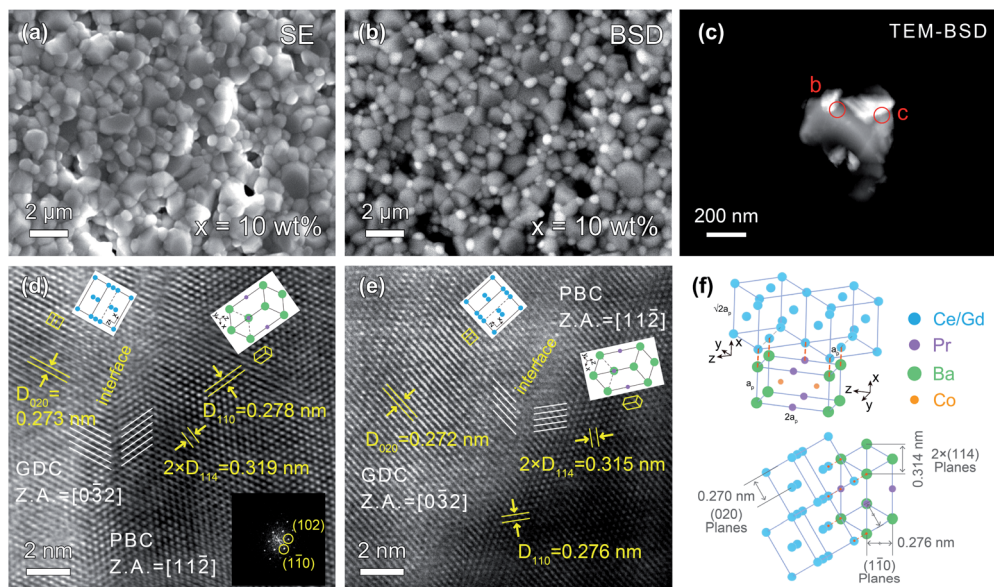 (a)
SE
2 μm
x = 10 wt%
(b)
BSD
2 μm
x = 10 wt%
(c)
TEM-BSD
b
c
200 nm
(d)
D020=
0.273 nm
interface
D110=0.278 nm
2×D114=0.319 nm
GDC
Z.A.=[03̄2]
PBC
Z.A.=[112̄]
(102)
(11̄0)
2 nm
(e)
PBC
Z.A.=[112̄]
interface
D020=0.272 nm
2×D114=0.315 nm
GDC
Z.A.=[03̄2]
D110=0.276 nm
2 nm
(f)
√2ap
x
y
z
ap
ap
x
z
y
2ap
Ce/Gd
Pr
Ba
Co
0.270 nm
(020)
Planes
0.314 nm
2×(114)
Planes
0.276 nm
(11̄0)
Planes